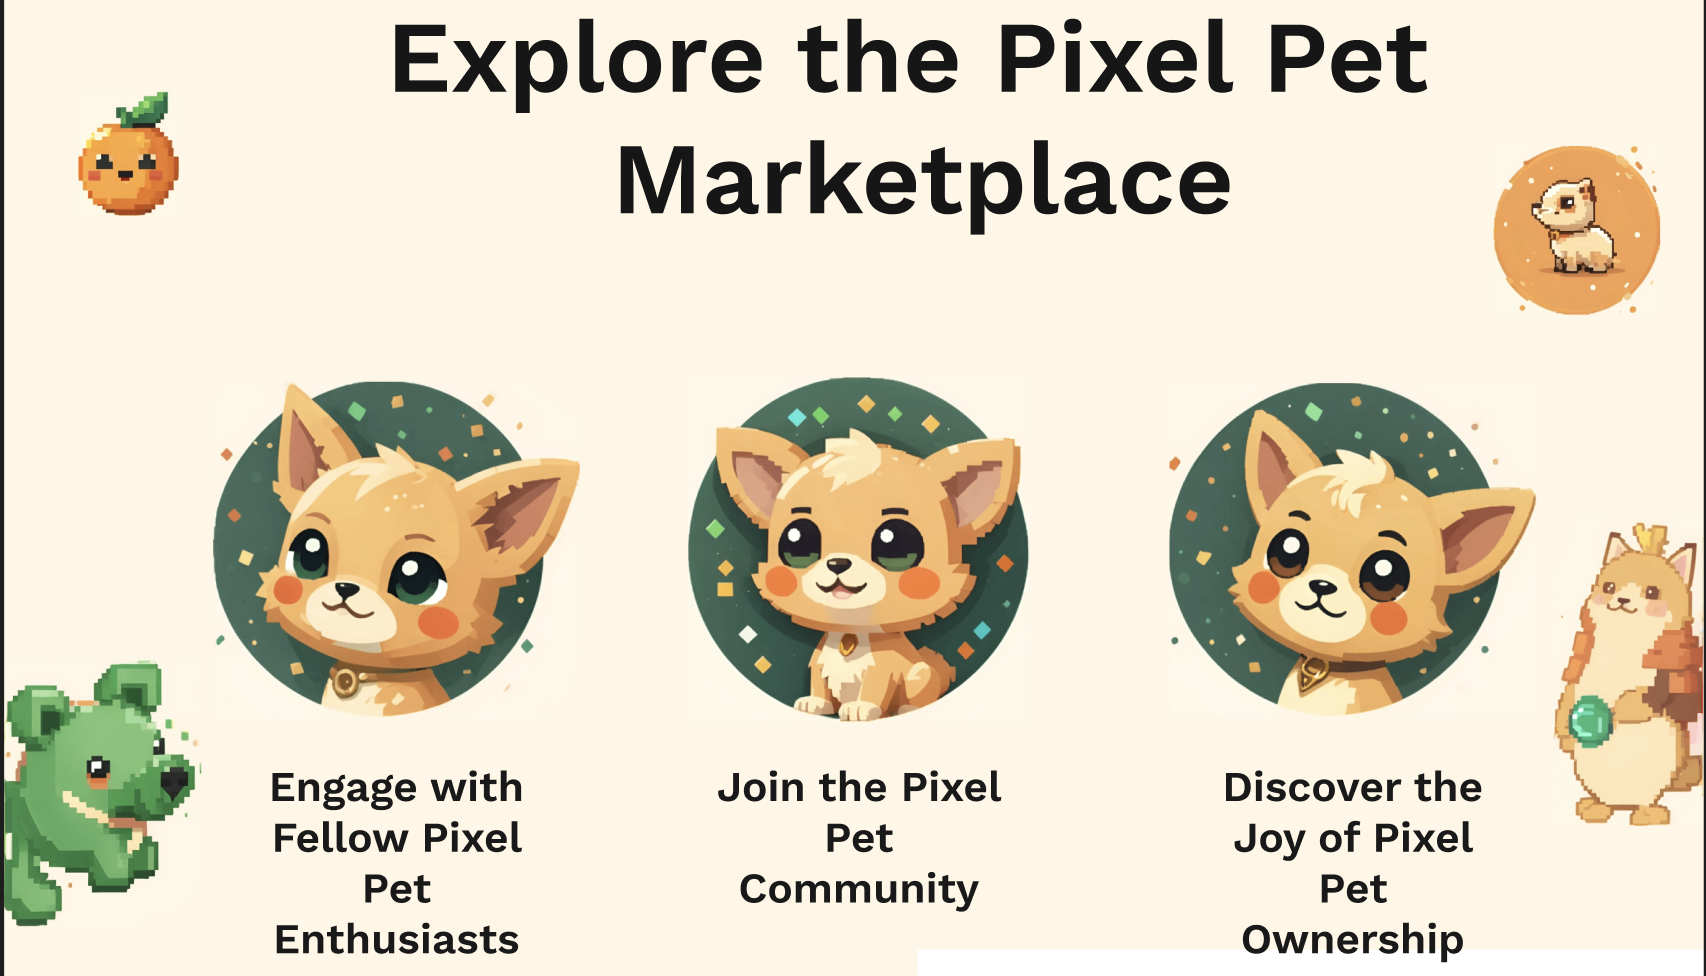 Explore the Pixel Pet
Marketplace
Engage with
Fellow Pixel
Pet
Enthusiasts
Join the Pixel
Pet
Community
Discover the
Joy of Pixel
Pet
Ownership